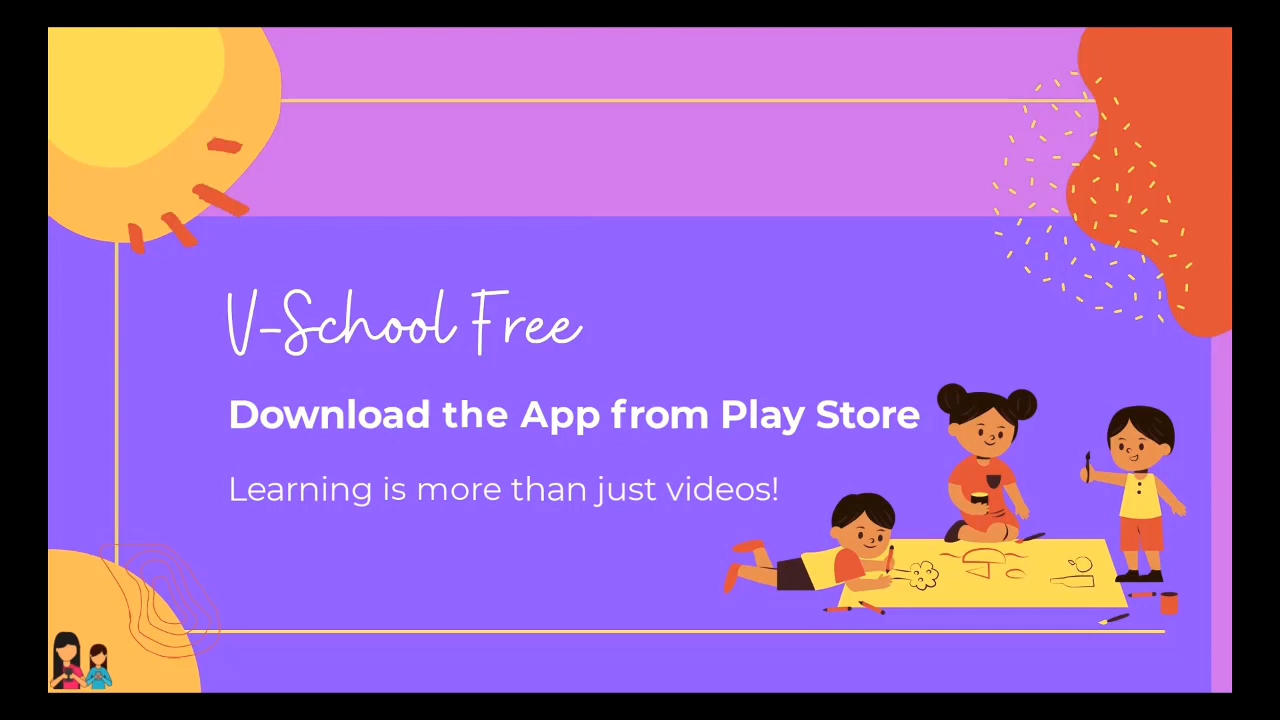 V-School Free
Download the App from Play Store
Learning is more than just videos!